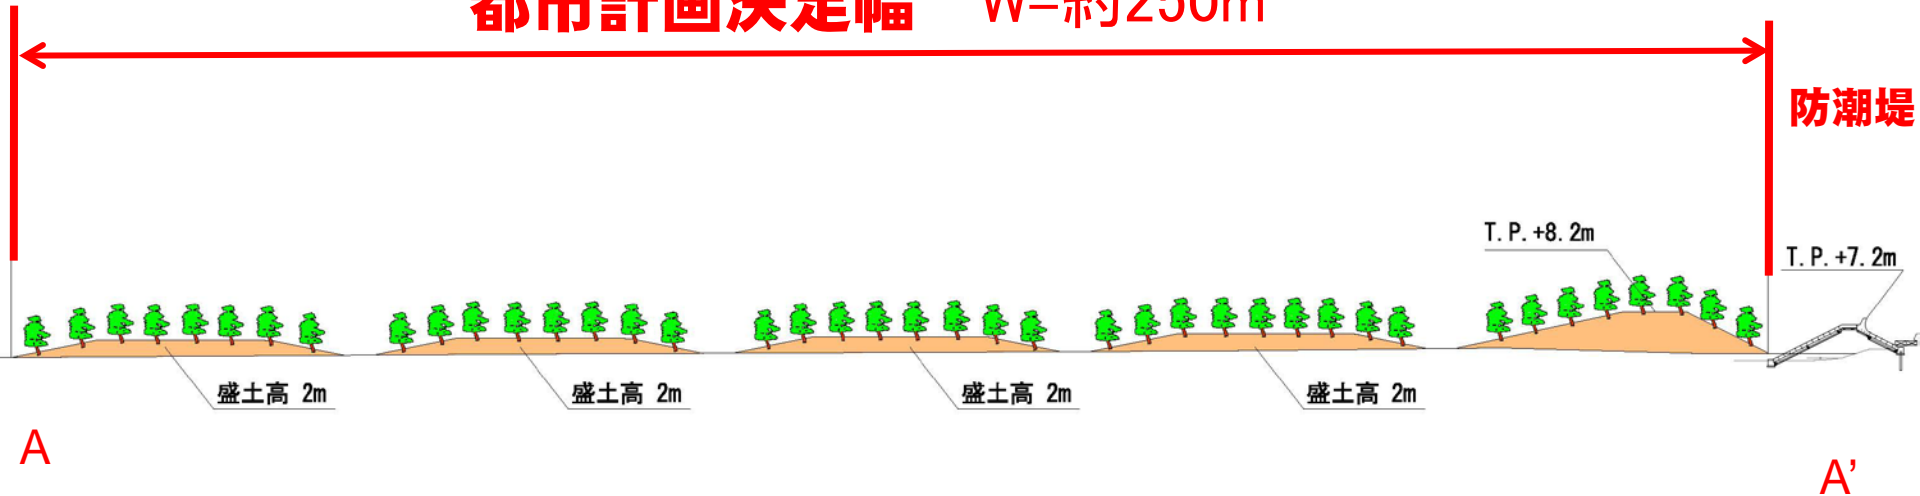 都市計画決定幅 W=約250m
防潮堤
T.P.+8.2m
T.P.+7.2m
盛土高 2m
盛土高 2m
盛土高 2m
盛土高 2m
A
A'